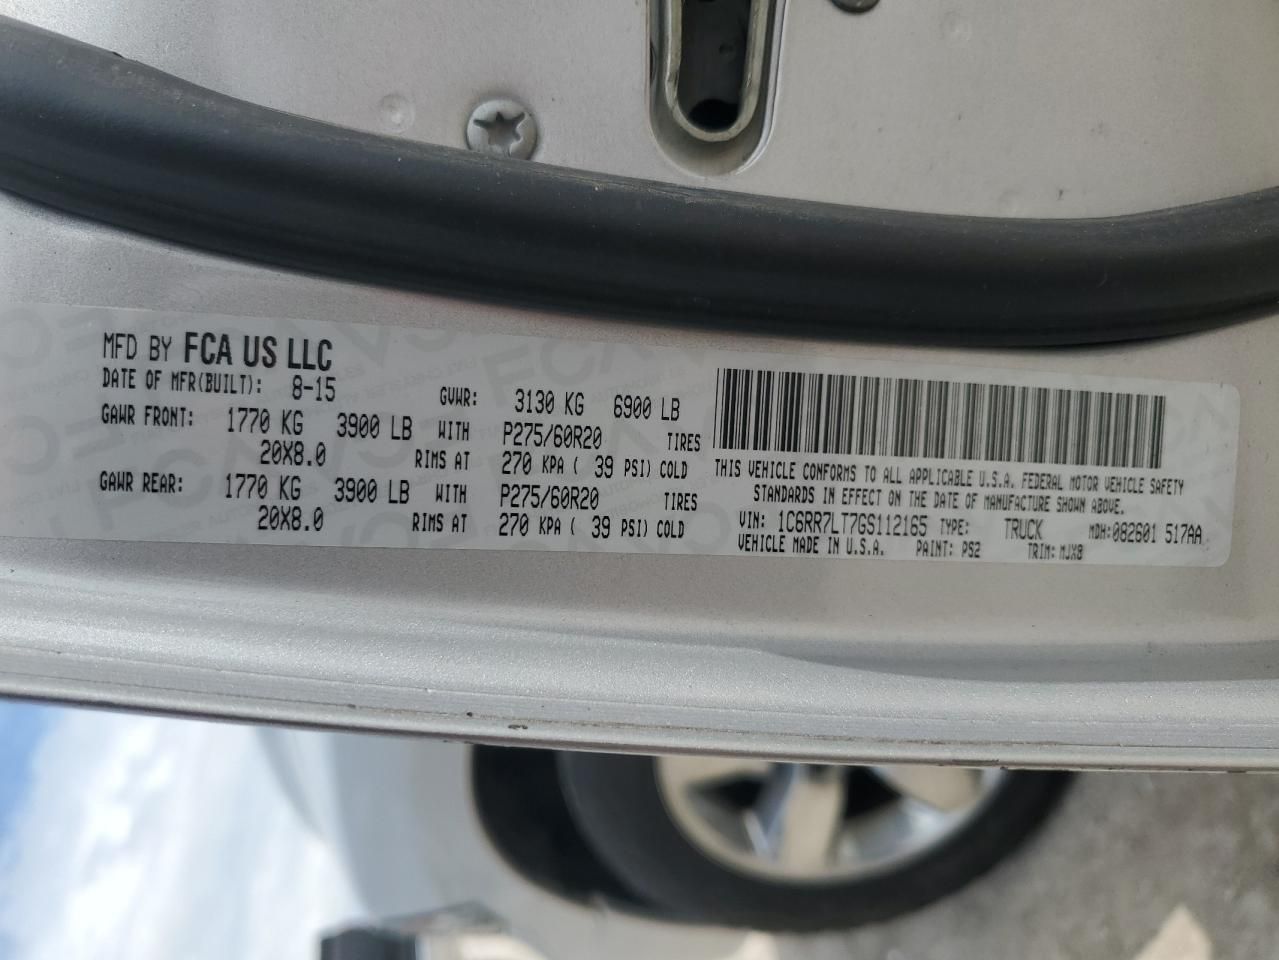 MFD BY FCA US LLC
DATE OF MFR(BUILT): 8-15 GVWR: 3130 KG 6900 LB
GAWR FRONT: 1770 KG 3900 LB WITH P275/60R20 TIRES
20X8.0 RIMS AT 270 KPA ( 39 PSI) COLD
GAWR REAR: 1770 KG 3900 LB WITH P275/60R20 TIRES
20X8.0 RIMS AT 270 KPA ( 39 PSI) COLD
THIS VEHICLE CONFORMS TO ALL APPLICABLE U.S.A. FEDERAL MOTOR VEHICLE SAFETY
STANDARDS IN EFFECT ON THE DATE OF MANUFACTURE SHOWN ABOVE.
VIN: 1C6RR7LT7GS112165 TYPE: TRUCK MDH:082601 517AA
VEHICLE MADE IN U.S.A. PAINT: PS2 TRIM: MJX8